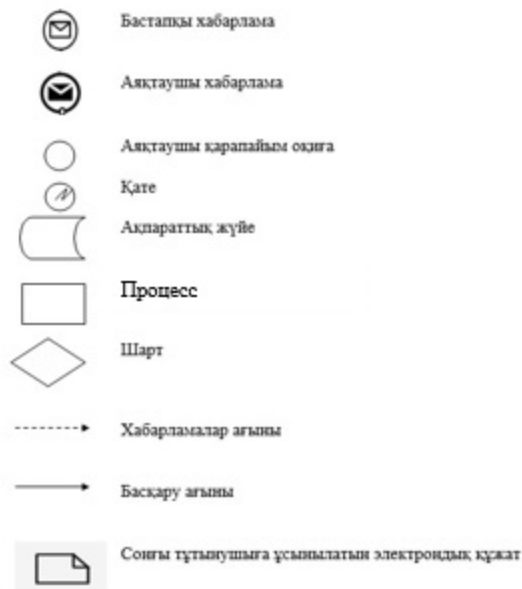 Бастапқы хабарлама
Аяқтаушы хабарлама
Аяқтаушы қарапайым оқиға
Қате
Ақпараттық жүйе
Процесс
Шарт
Хабарламалар ағыны
Басқару ағыны
Соңғы тұтынушыға ұсынылатын электрондық құжат